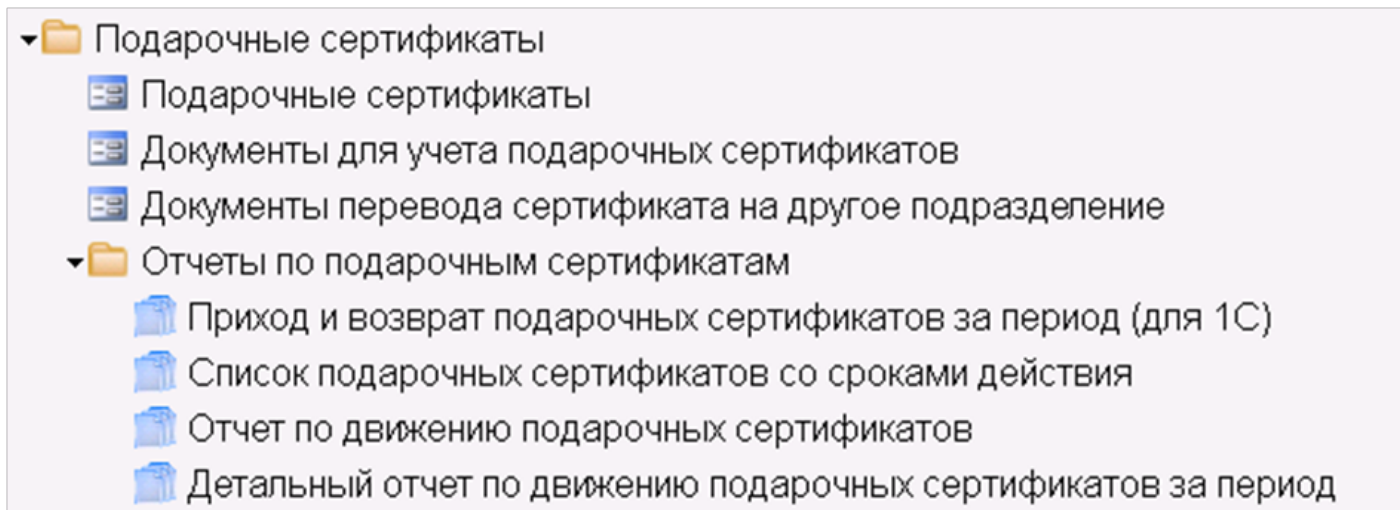 Подарочные сертификаты
Подарочные сертификаты
Документы для учета подарочных сертификатов
Документы перевода сертификата на другое подразделение
Отчеты по подарочным сертификатам
Приход и возврат подарочных сертификатов за период (для 1С)
Список подарочных сертификатов со сроками действия
Отчет по движению подарочных сертификатов
Детальный отчет по движению подарочных сертификатов за период